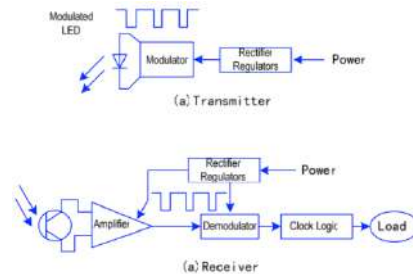 Modulated
LED
Modulator
Rectifier
Regulators
Power
(a)Transmitter
Rectifier
Regulators
Power
Amplifier
Demodulator
Clock Logic
Load
(a)Receiver